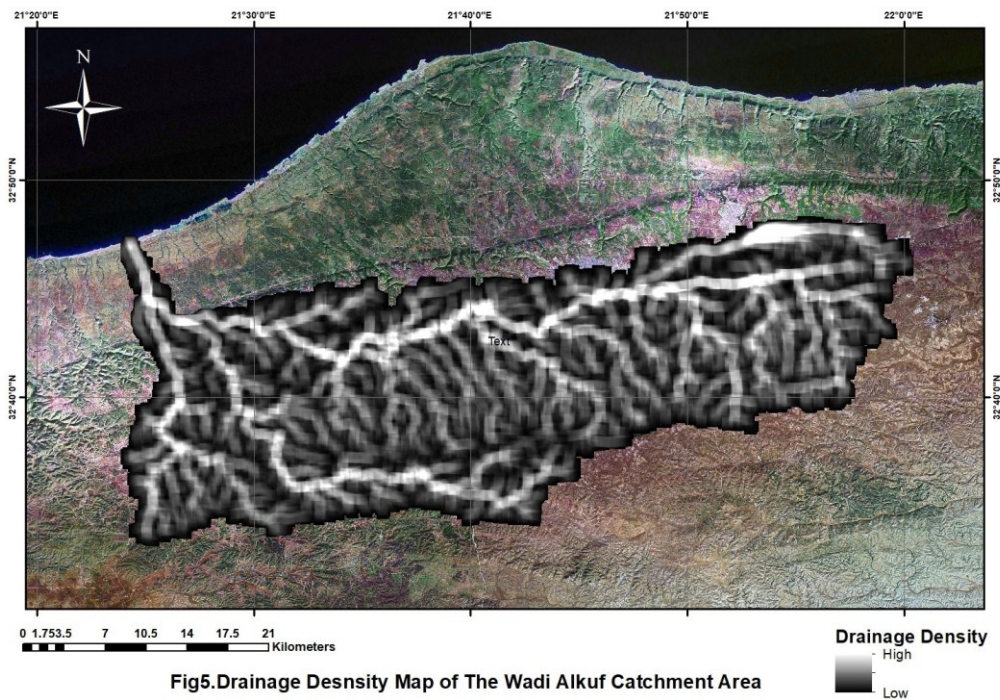 21°20'0"E 21°30'0"E 21°40'0"E 21°50'0"E 22°0'0"E
N
32°50'0"N 32°50'0"N
Text
32°40'0"N 32°40'0"N
0 1.753.5 7 10.5 14 17.5 21
Kilometers
Drainage Density
High
Low
Fig5.Drainage Desnsity Map of The Wadi Alkuf Catchment Area